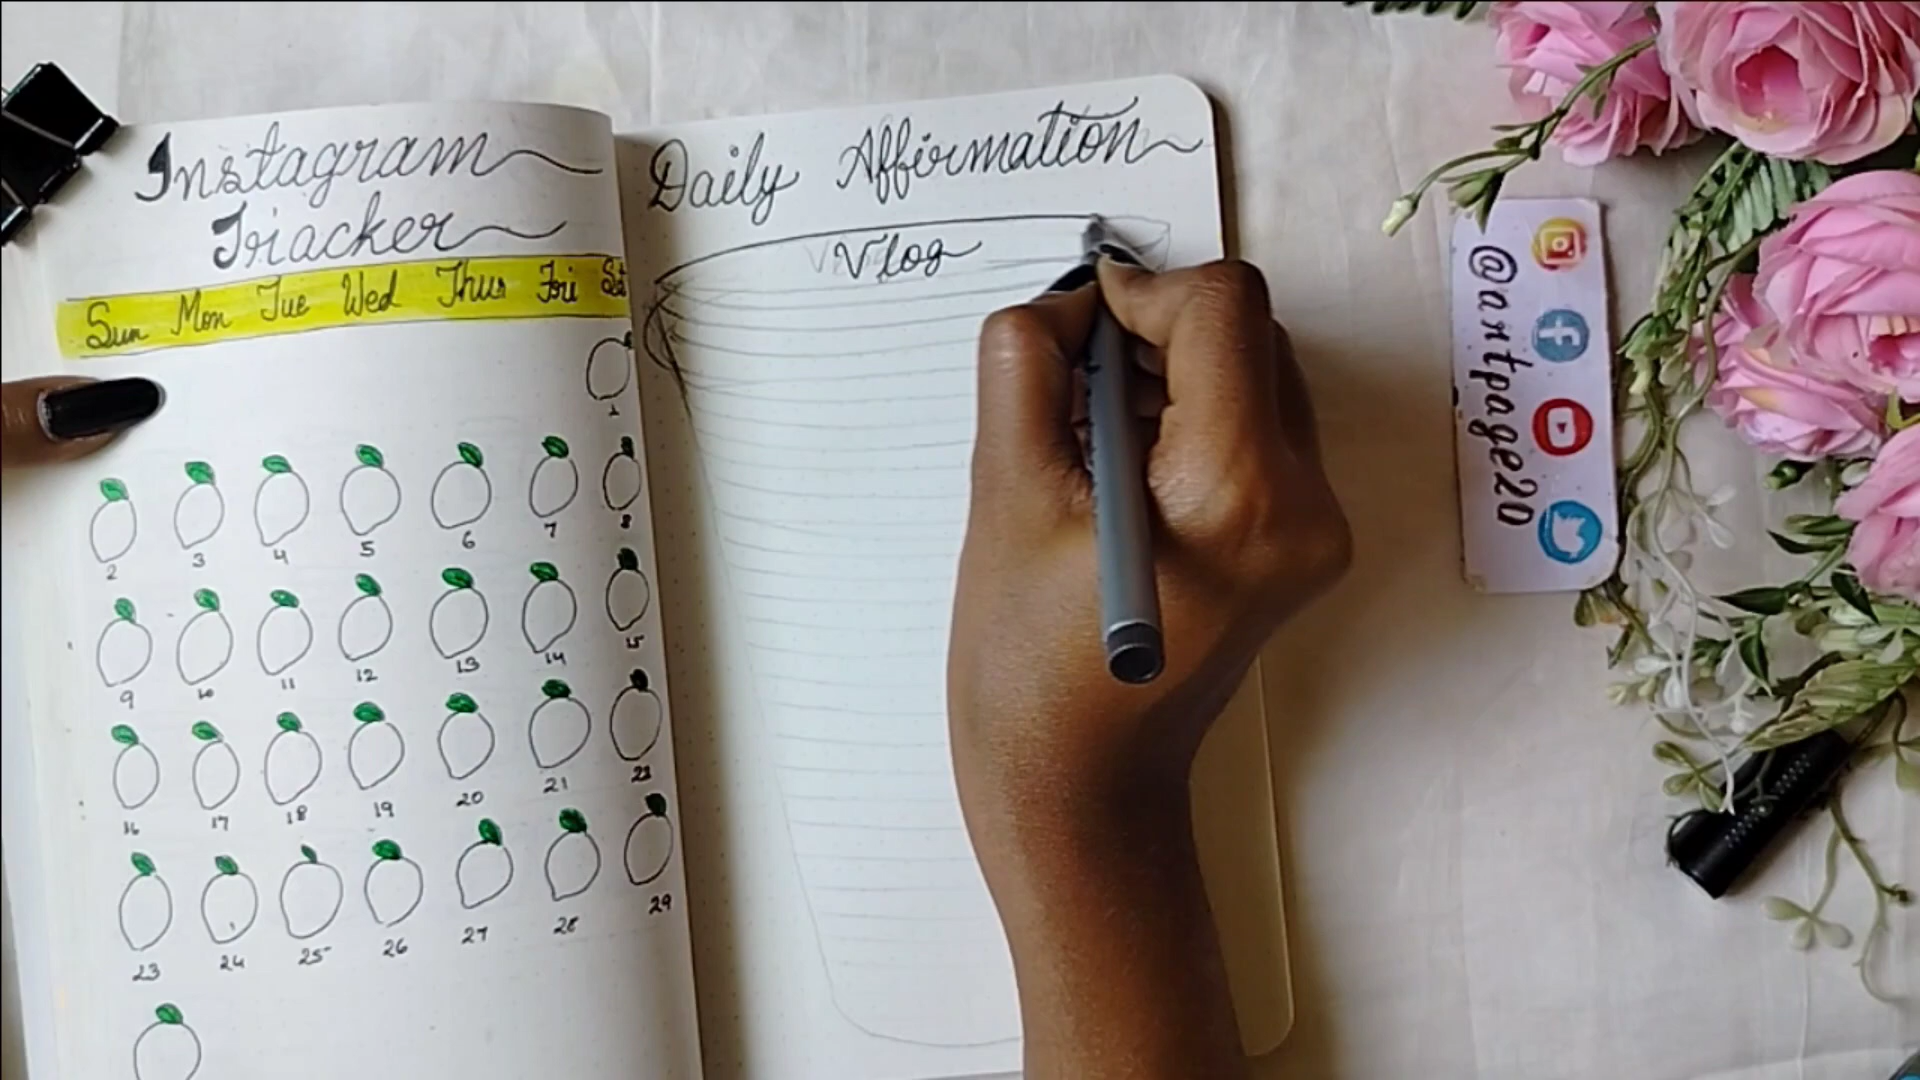 Instagram
Tracker
Sun Mon Tue Wed Thus Fri Sat
1
2 3 4 5 6 7 8
9 10 11 12 13 14 15
16 17 18 19 20 21 22
23 24 25 26 27 28 29
Daily Affirmation
Vlog
@artpage20